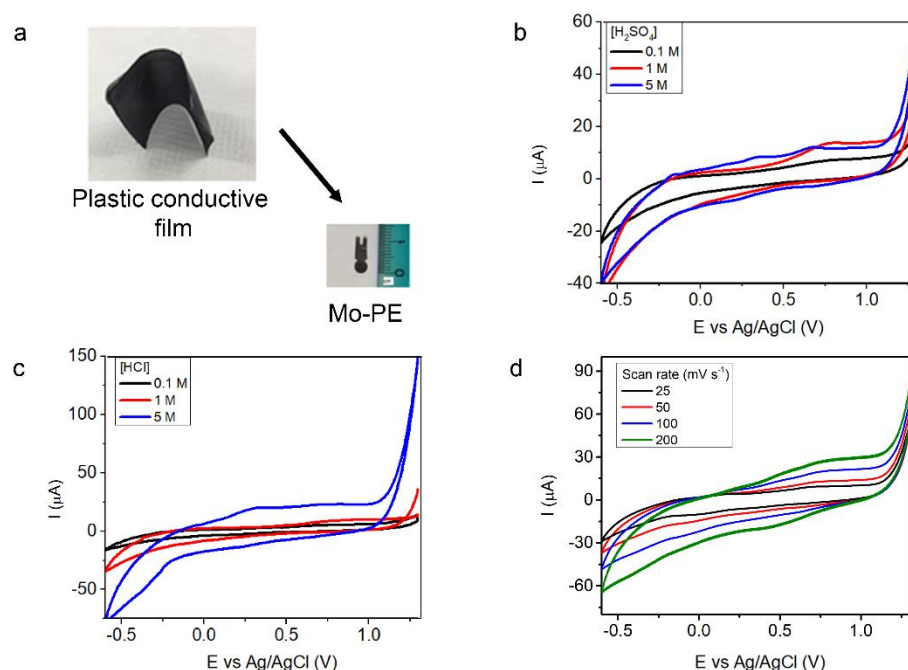 a
Plastic conductive
film
1
0
cm
Mo-PE
b
[H₂SO₄]
0.1 M
1 M
5 M
40
20
0
-20
-40
I (µA)
-0.5 0.0 0.5 1.0
E vs Ag/AgCl (V)
c
[HCl]
0.1 M
1 M
5 M
150
100
50
0
-50
I (µA)
-0.5 0.0 0.5 1.0
E vs Ag/AgCl (V)
d
Scan rate (mV s⁻¹)
25
50
100
200
90
60
30
0
-30
-60
I (µA)
-0.5 0.0 0.5 1.0
E vs Ag/AgCl (V)